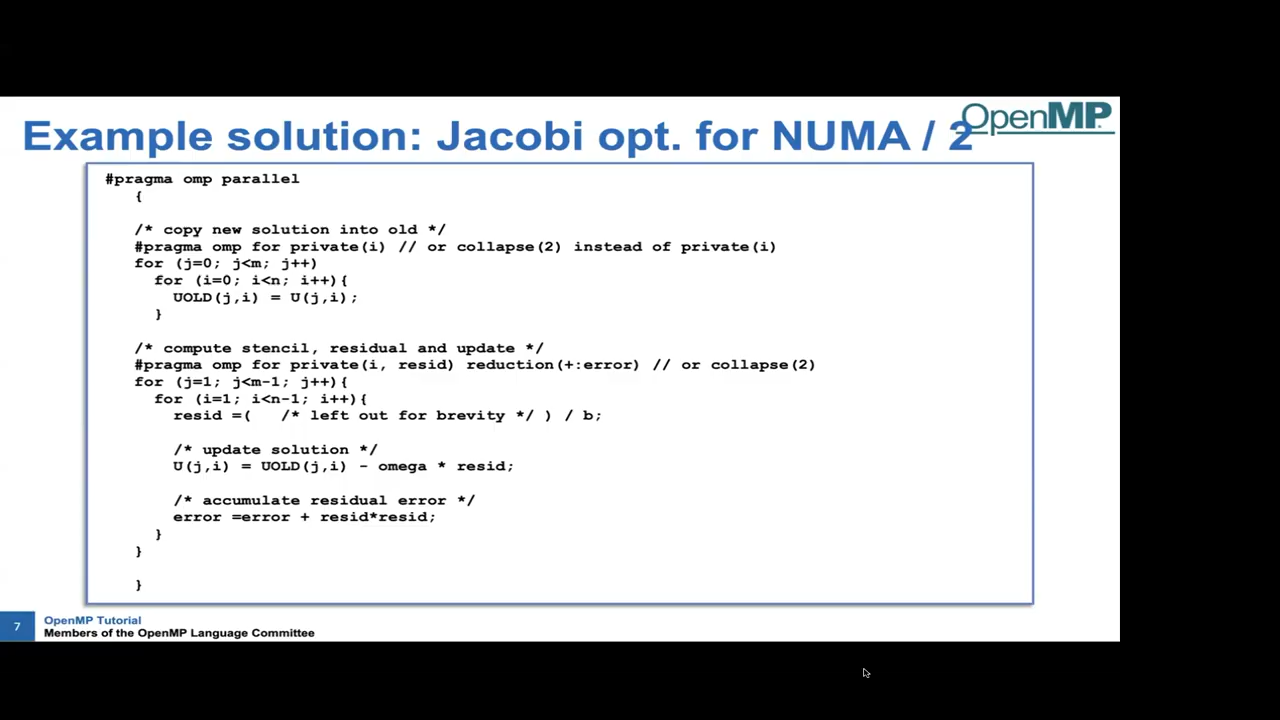 Example solution: Jacobi opt. for NUMA / 2
OpenMP
#pragma omp parallel
{
/* copy new solution into old */
#pragma omp for private(i) // or collapse(2) instead of private(i)
for (j=0; j<m; j++)
for (i=0; i<n; i++){
UOLD(j,i) = U(j,i);
}
/* compute stencil, residual and update */
#pragma omp for private(i, resid) reduction(+:error) // or collapse(2)
for (j=1; j<m-1; j++){
for (i=1; i<n-1; i++){
resid =( /* left out for brevity */ ) / b;
/* update solution */
U(j,i) = UOLD(j,i) - omega * resid;
/* accumulate residual error */
error =error + resid*resid;
}
}
}
7
OpenMP Tutorial
Members of the OpenMP Language Committee